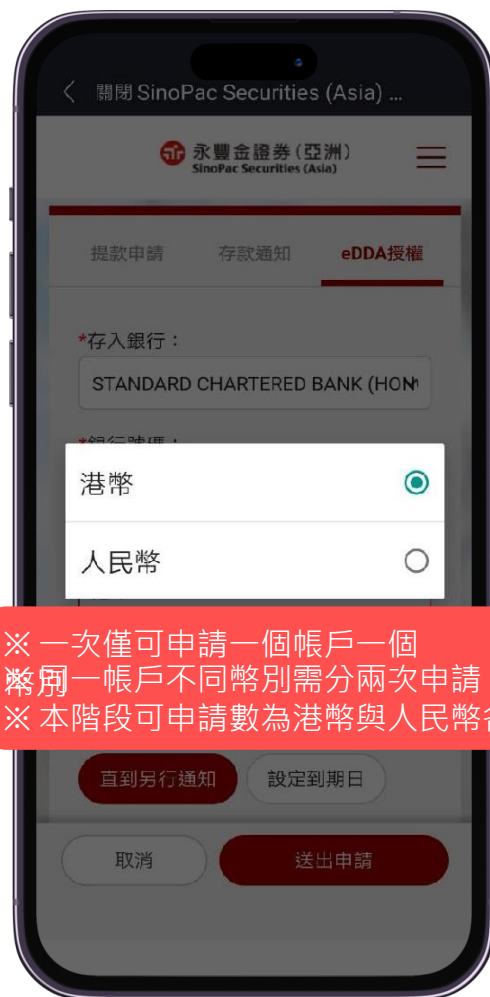 關閉 SinoPac Securities (Asia) ...
永豐金證券(亞洲)
SinoPac Securities (Asia)
提款申請 存款通知 eDDA授權
*存入銀行：
STANDARD CHARTERED BANK (HON
*銀行號碼：
港幣
人民幣
※ 一次僅可申請一個帳戶一個
幣別
※ 同一帳戶不同幣別需分兩次申請
※ 本階段可申請數為港幣與人民幣各
直到另行通知 設定到期日
取消 送出申請